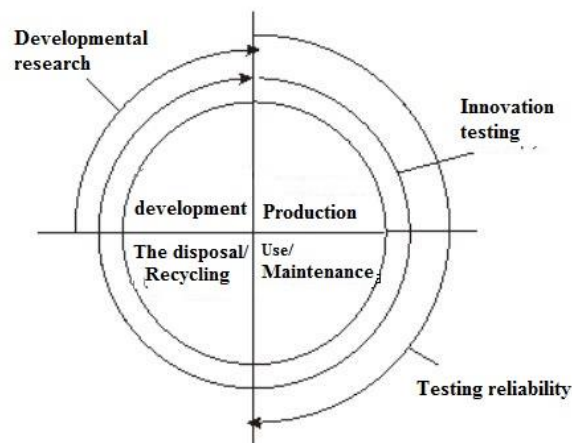 Developmental
research
Innovation
testing
development
Production
The disposal/
Recycling
Use/
Maintenance
Testing reliability